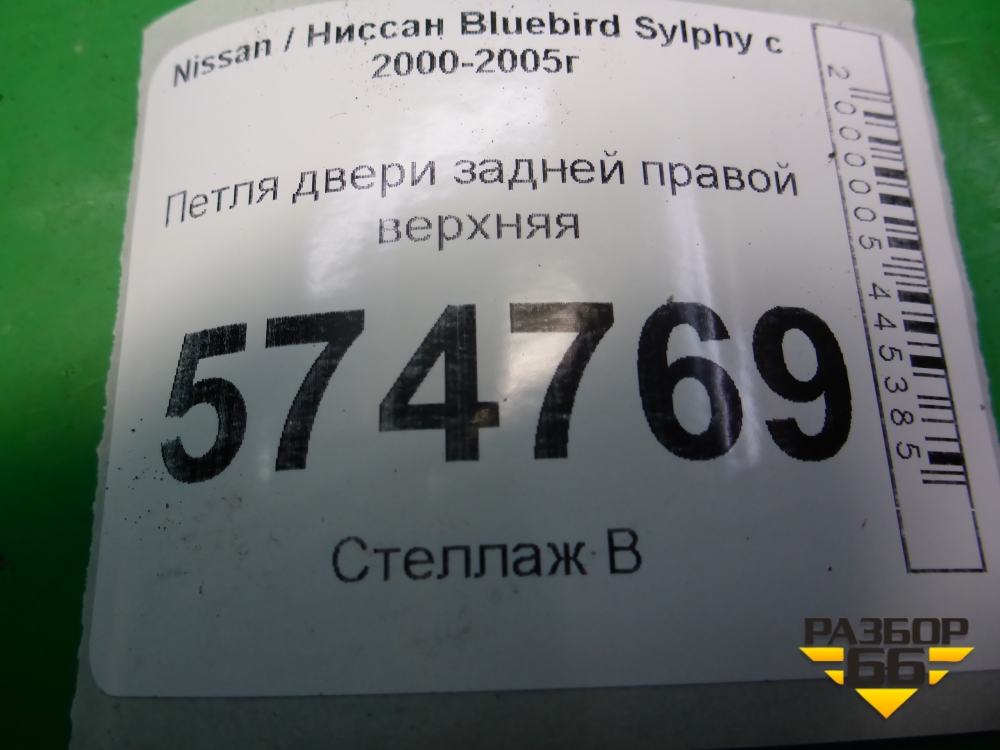 Nissan / Ниссан Bluebird Sylphy с
2000-2005г
Петля двери задней правой
верхняя
574769
Стеллаж В
2000005445385
РАЗБОР
66